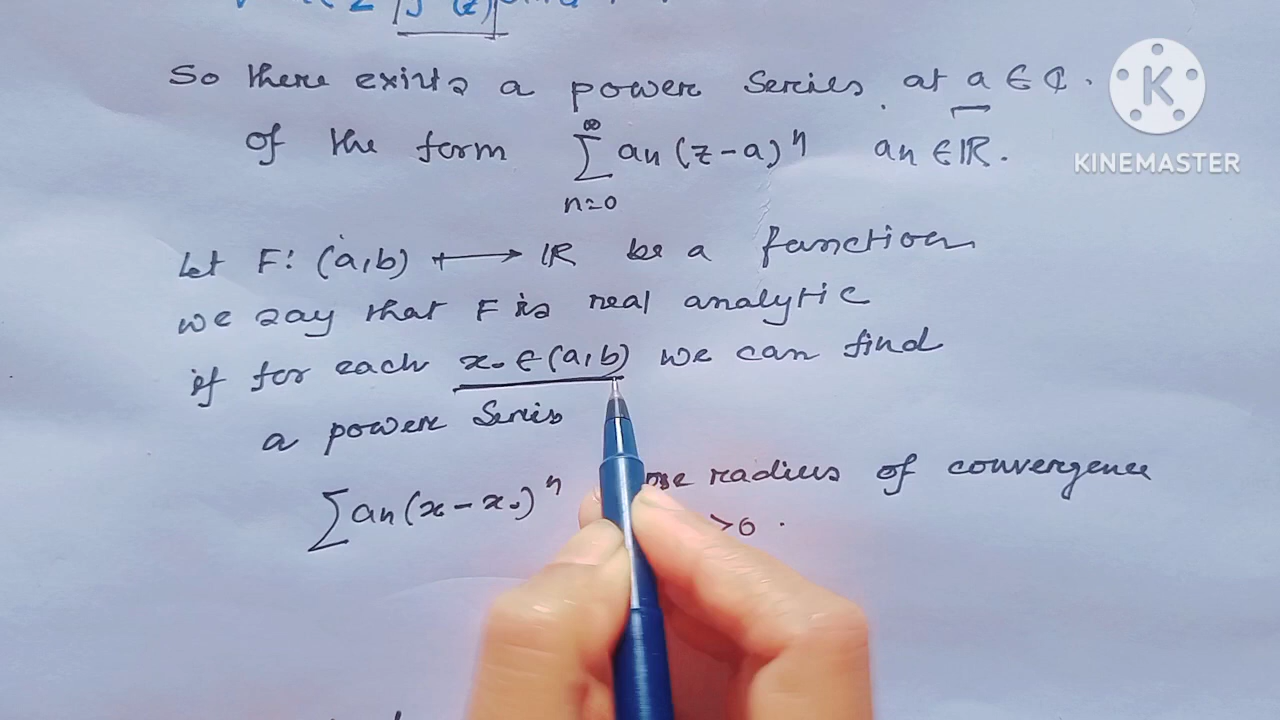 So there exists a power series at a ∈ ℂ.
of the form ∑_{n=0}^{∞} an (z-a)^n an ∈ ℝ.
Let F: (a,b) ⟼ ℝ be a function
we say that F is real analytic
if for each x₀ ∈ (a,b) we can find
a power series
∑ an (x - x₀)^n radius of convergence
>0.
K
KINEMASTER